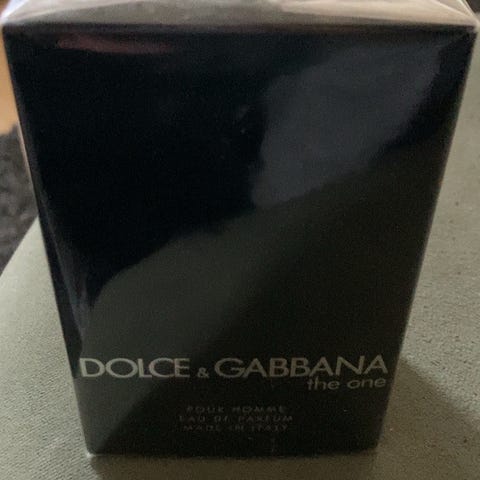 DOLCE & GABBANA
the one
POUR HOMME
EAU DE PARFUM
MADE IN ITALY